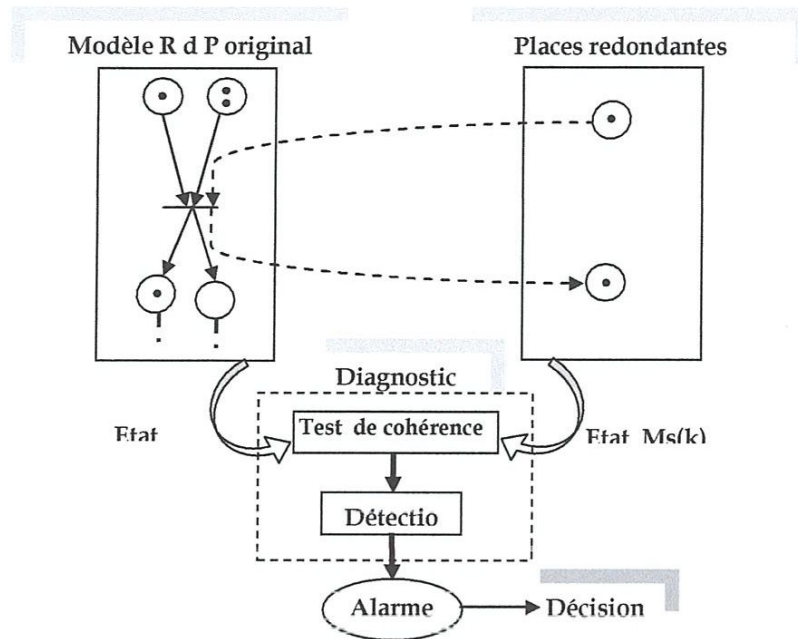 Modèle R d P original
Places redondantes
Diagnostic
Etat
Test de cohérence
Etat Ms(k)
Détectio
Alarme
Décision